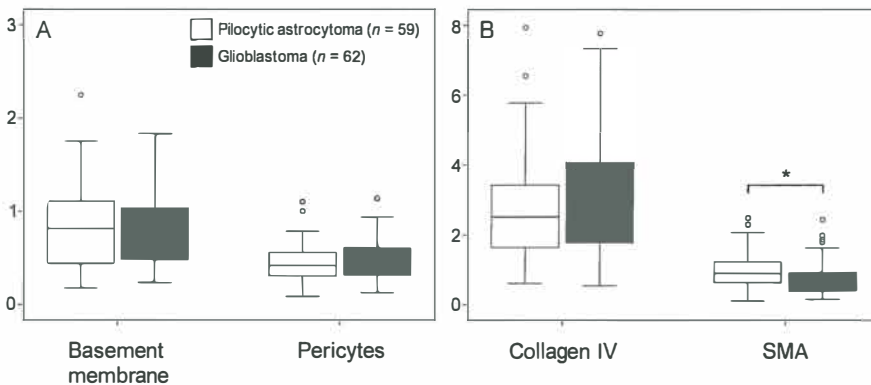 A
Pilocytic astrocytoma (n = 59)
Glioblastoma (n = 62)
3
2
1
0
Basement
membrane
Pericytes
B
8
6
4
2
0
*
Collagen IV
SMA